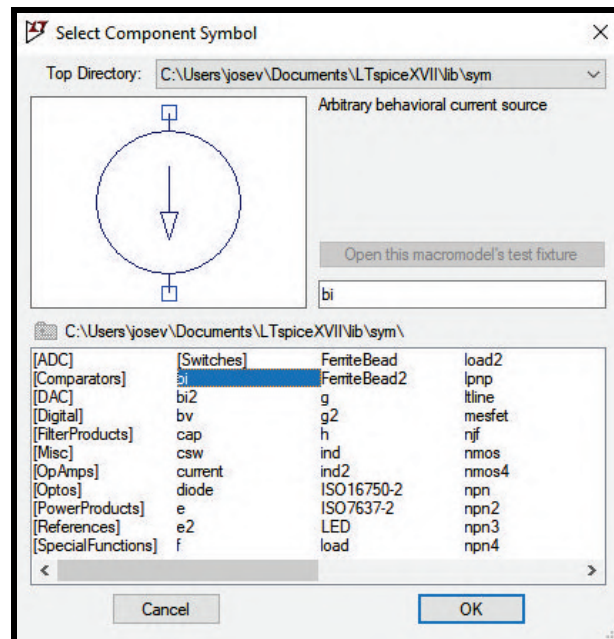 Select Component Symbol
Top Directory: C:\Users\josev\Documents\LTspiceXVII\lib\sym
Arbitrary behavioral current source
Open this macromodel's test fixture
bi
C:\Users\josev\Documents\LTspiceXVII\lib\sym\
[ADC] [Switches] FerriteBead load2
[Comparators] bi FerriteBead2 lpnp
[DAC] bi2 g ltline
[Digital] bv g2 mesfet
[FilterProducts] cap h njf
[Misc] csw ind nmos
[OpAmps] current ind2 nmos4
[Optos] diode ISO16750-2 npn
[PowerProducts] e ISO7637-2 npn2
[References] e2 LED npn3
[SpecialFunctions] f load npn4
Cancel OK